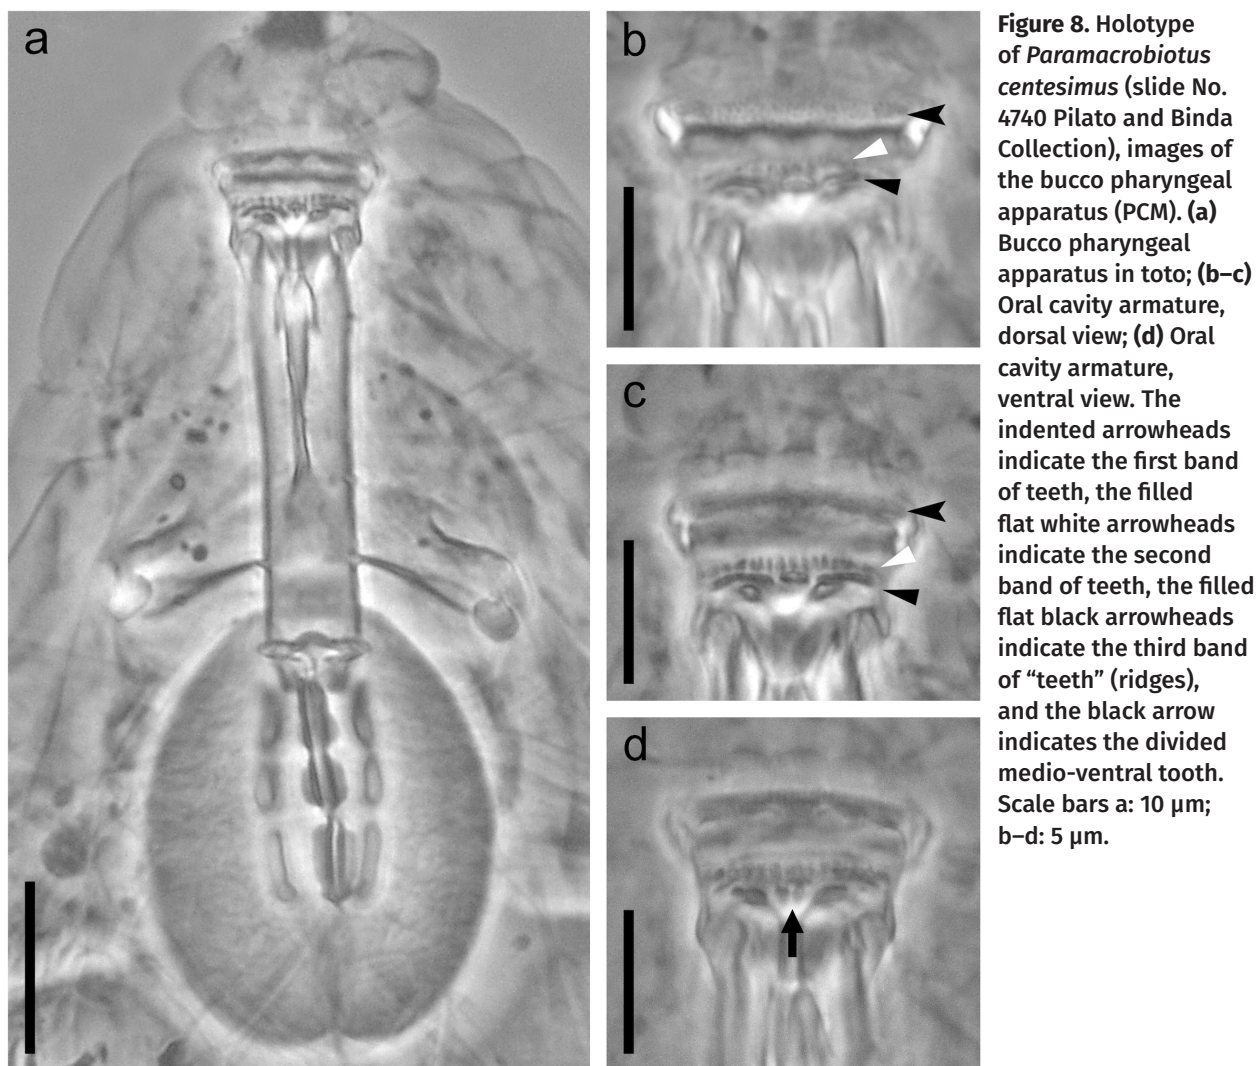 a
b
c
d
Figure 8. Holotype
of Paramacrobiotus
centesimus (slide No.
4740 Pilato and Binda
Collection), images of
the bucco pharyngeal
apparatus (PCM). (a)
Bucco pharyngeal
apparatus in toto; (b–c)
Oral cavity armature,
dorsal view; (d) Oral
cavity armature,
ventral view. The
indented arrowheads
indicate the first band
of teeth, the filled
flat white arrowheads
indicate the second
band of teeth, the filled
flat black arrowheads
indicate the third band
of “teeth” (ridges),
and the black arrow
indicates the divided
medio-ventral tooth.
Scale bars a: 10 µm;
b–d: 5 µm.